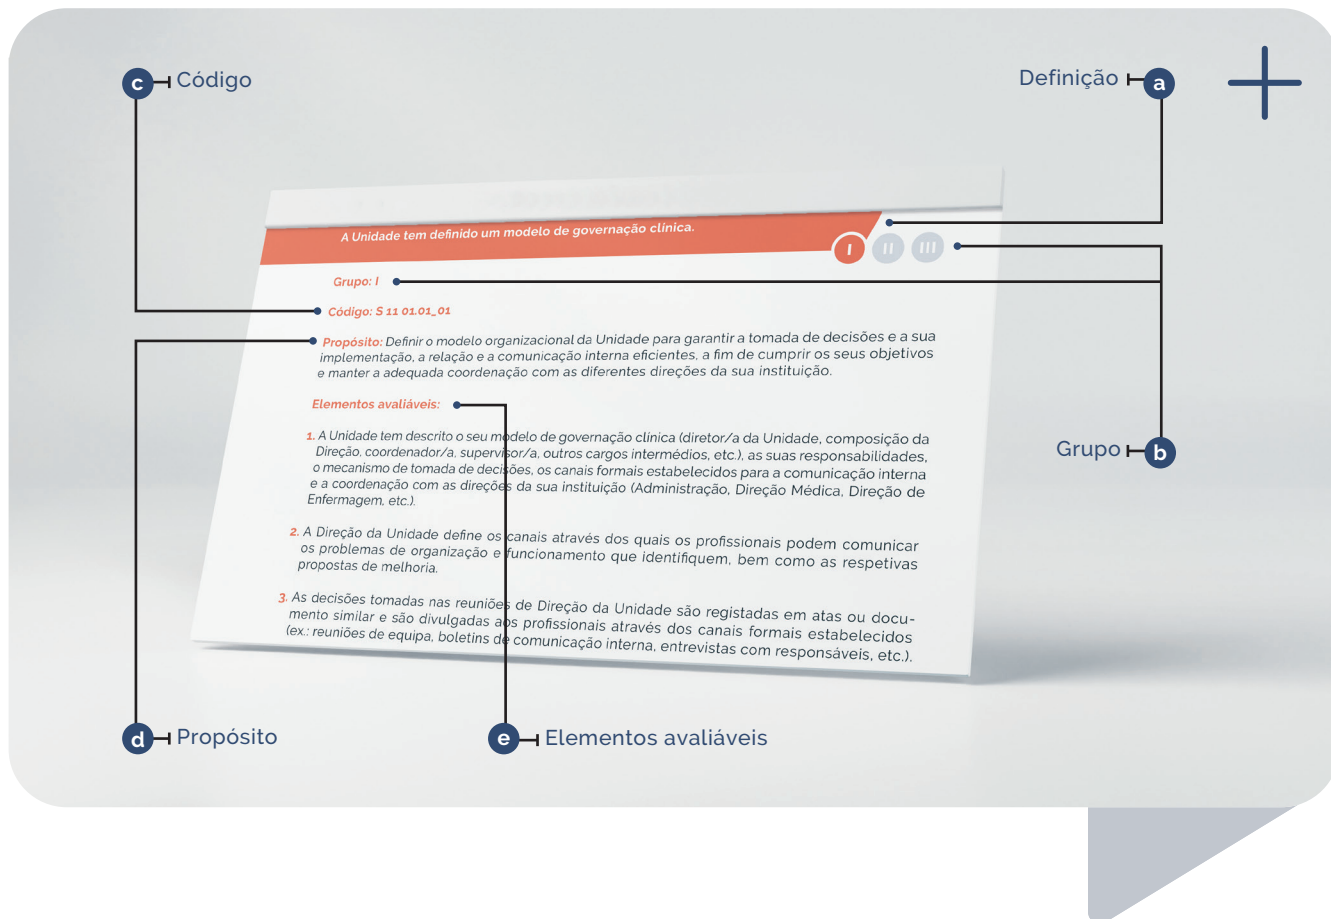 c Código
Definição a
A Unidade tem definido um modelo de governação clínica.
I II III
Grupo: I
Código: S 11 01.01_01
Propósito: Definir o modelo organizacional da Unidade para garantir a tomada de decisões e a sua
implementação, a relação e a comunicação interna eficientes, a fim de cumprir os seus objetivos
e manter a adequada coordenação com as diferentes direções da sua instituição.
Elementos avaliáveis:
1. A Unidade tem descrito o seu modelo de governação clínica (diretor/a da Unidade, composição da
Direção, coordenador/a, supervisor/a, outros cargos intermédios, etc.), as suas responsabilidades,
o mecanismo de tomada de decisões, os canais formais estabelecidos para a comunicação interna
e a coordenação com as direções da sua instituição (Administração, Direção Médica, Direção de
Enfermagem, etc.).
Grupo b
2. A Direção da Unidade define os canais através dos quais os profissionais podem comunicar
os problemas de organização e funcionamento que identifiquem, bem como as respetivas
propostas de melhoria.
3. As decisões tomadas nas reuniões de Direção da Unidade são registadas em atas ou docu-
mento similar e são divulgadas aos profissionais através dos canais formais estabelecidos
(ex.: reuniões de equipa, boletins de comunicação interna, entrevistas com responsáveis, etc.).
d Propósito
e Elementos avaliáveis